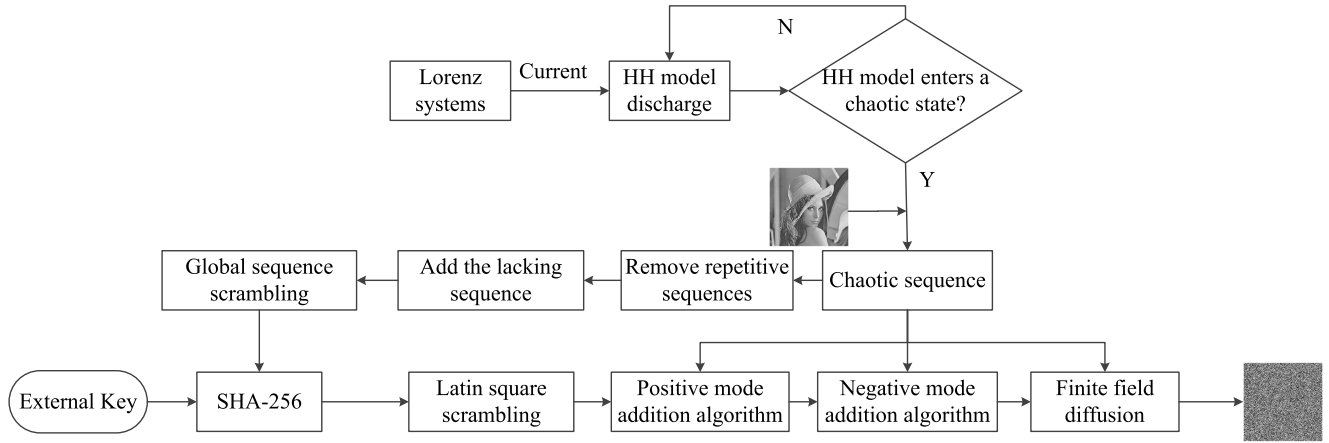 N
Lorenz
systems
Current
HH model
discharge
HH model enters a
chaotic state?
Y
Global sequence
scrambling
Add the lacking
sequence
Remove repetitive
sequences
Chaotic sequence
External Key
SHA-256
Latin square
scrambling
Positive mode
addition algorithm
Negative mode
addition algorithm
Finite field
diffusion